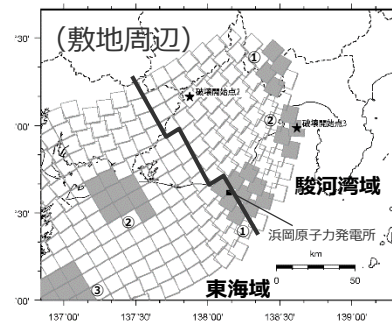 (敷地周辺)
①
破壊開始点2
②
破壊開始点3
駿河湾域
浜岡原子力発電所
②
①
km
0 50
③
東海域
.30'
.00'
.30'
.00'
137°00' 137°30' 138°00' 138°30' 139°00'